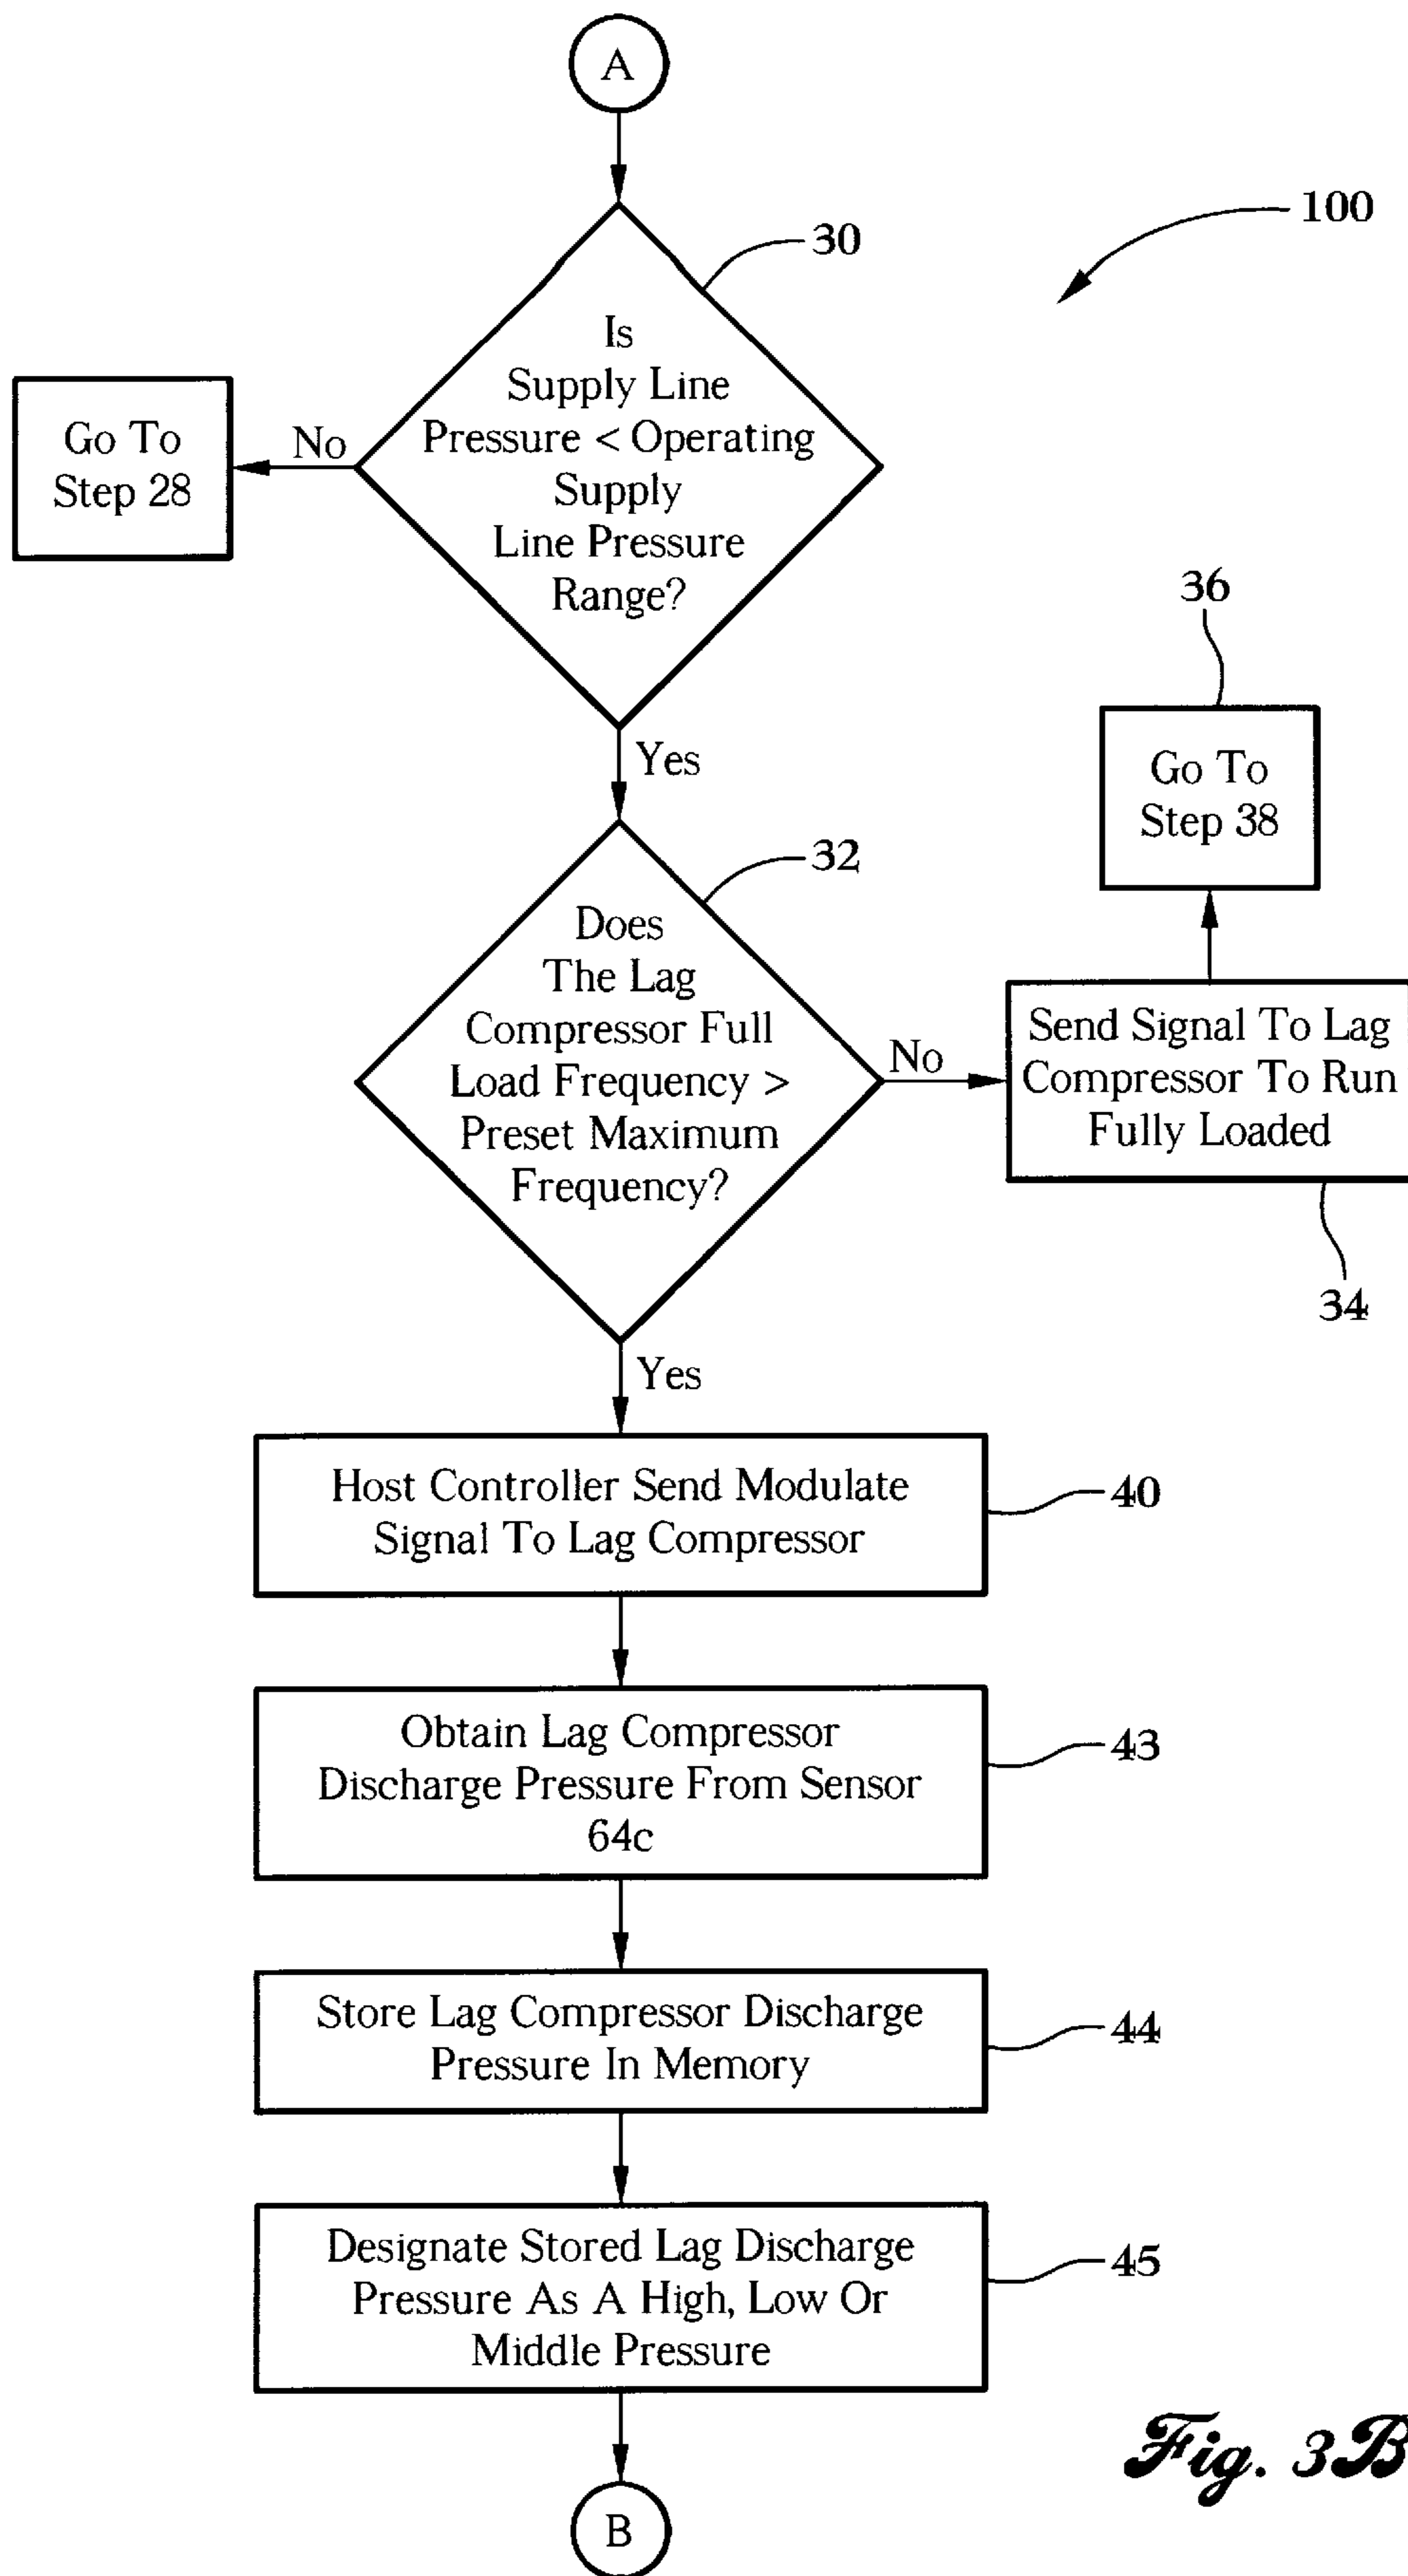 A
100
30
Is
Supply Line
Pressure < Operating
Supply
Line Pressure
Range?
No
Go To
Step 28
Yes
36
Go To
Step 38
32
Does
The Lag
Compressor Full
Load Frequency >
Preset Maximum
Frequency?
No
Send Signal To Lag
Compressor To Run
Fully Loaded
34
Yes
Host Controller Send Modulate
Signal To Lag Compressor
40
Obtain Lag Compressor
Discharge Pressure From Sensor
64c
43
Store Lag Compressor Discharge
Pressure In Memory
44
Designate Stored Lag Discharge
Pressure As A High, Low Or
Middle Pressure
45
B
Fig. 3B